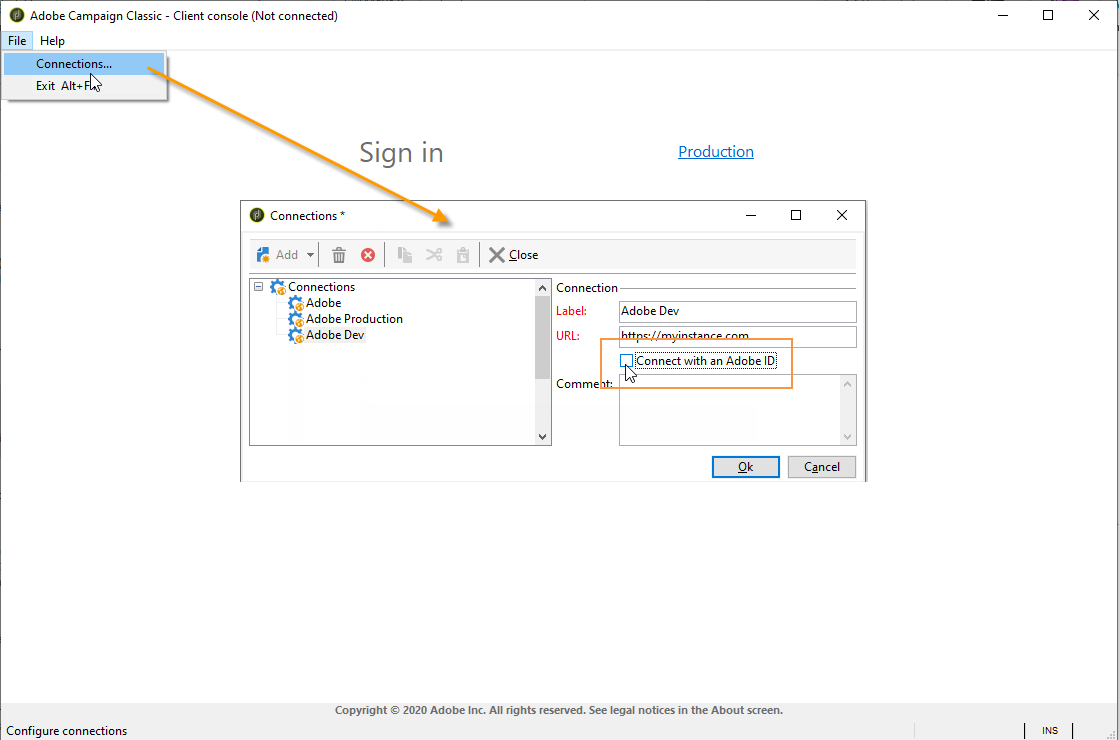 Adobe Campaign Classic - Client console (Not connected)
File Help
Connections...
Exit Alt+F
Sign in
Production
Connections *
Add
Close
Connections
Adobe
Adobe Production
Adobe Dev
Connection
Label: Adobe Dev
URL: https://myinstance.com
Connect with an Adobe ID
Comment:
Ok Cancel
Copyright © 2020 Adobe Inc. All rights reserved. See legal notices in the About screen.
Configure connections
INS